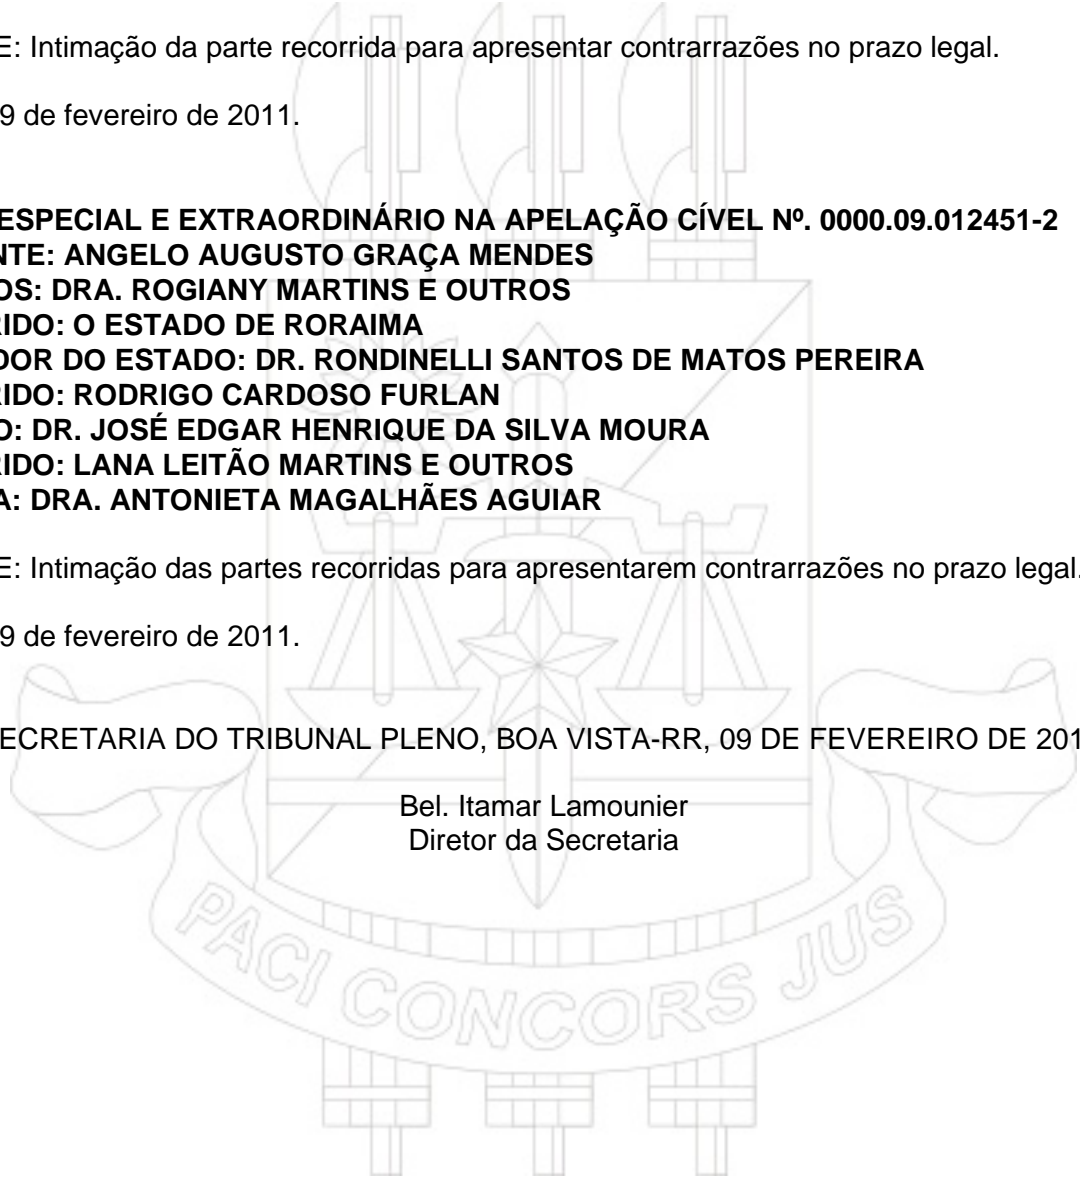 E: Intimação da parte recorrida para apresentar contrarrazões no prazo legal.
9 de fevereiro de 2011.
ESPECIAL E EXTRAORDINÁRIO NA APELAÇÃO CÍVEL Nº. 0000.09.012451-2
NTE: ANGELO AUGUSTO GRAÇA MENDES
OS: DRA. ROGIANY MARTINS E OUTROS
RIDO: O ESTADO DE RORAIMA
DOR DO ESTADO: DR. RONDINELLI SANTOS DE MATOS PEREIRA
RIDO: RODRIGO CARDOSO FURLAN
O: DR. JOSÉ EDGAR HENRIQUE DA SILVA MOURA
RIDO: LANA LEITÃO MARTINS E OUTROS
A: DRA. ANTONIETA MAGALHÃES AGUIAR
E: Intimação das partes recorridas para apresentarem contrarrazões no prazo legal.
9 de fevereiro de 2011.
ECRETARIA DO TRIBUNAL PLENO, BOA VISTA-RR, 09 DE FEVEREIRO DE 201
Bel. Itamar Lamounier
Diretor da Secretaria
PACI CONCORS JUS